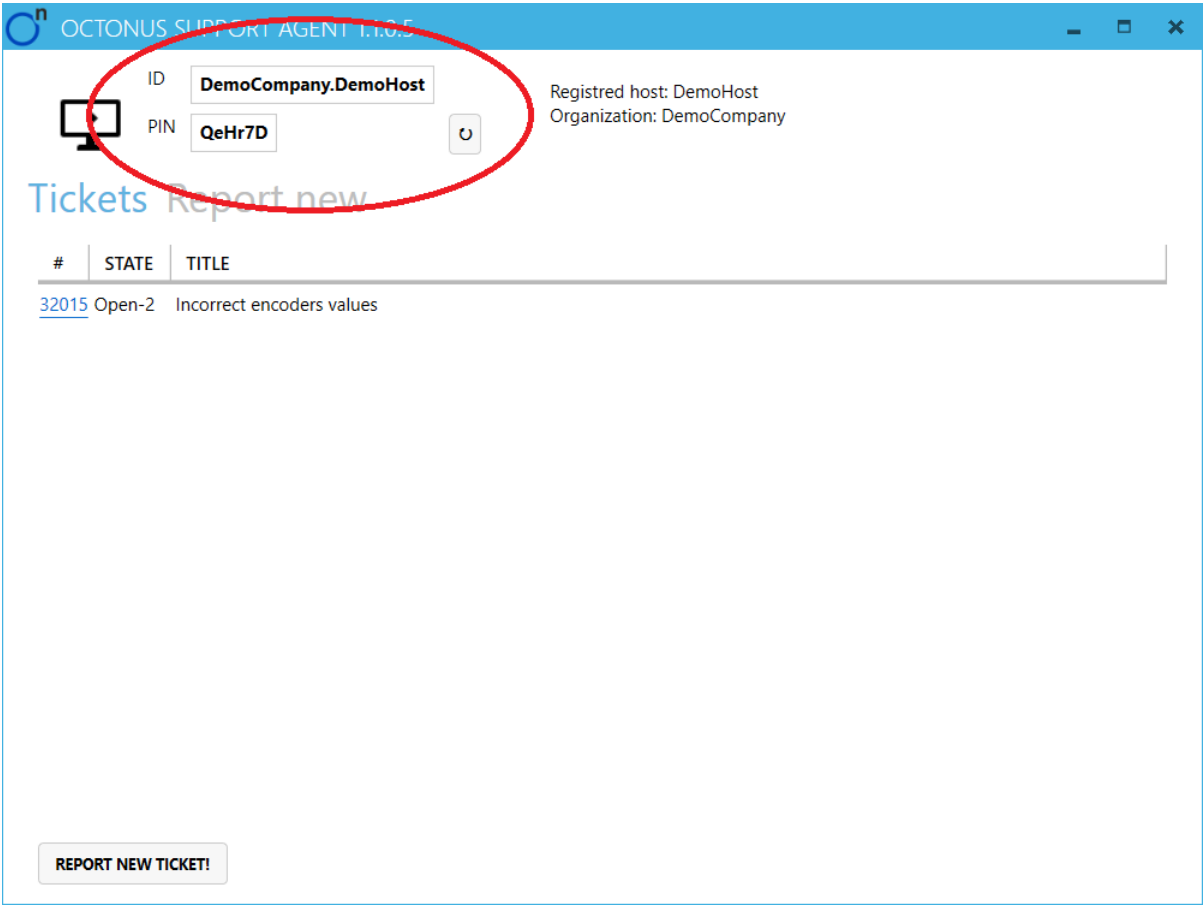 On
OCTONUS SUPPORT AGENT 1.1.0.5
ID DemoCompany.DemoHost
PIN QeHr7D
Registred host: DemoHost
Organization: DemoCompany
Tickets Report new
# STATE TITLE
32015 Open-2 Incorrect encoders values
REPORT NEW TICKET!